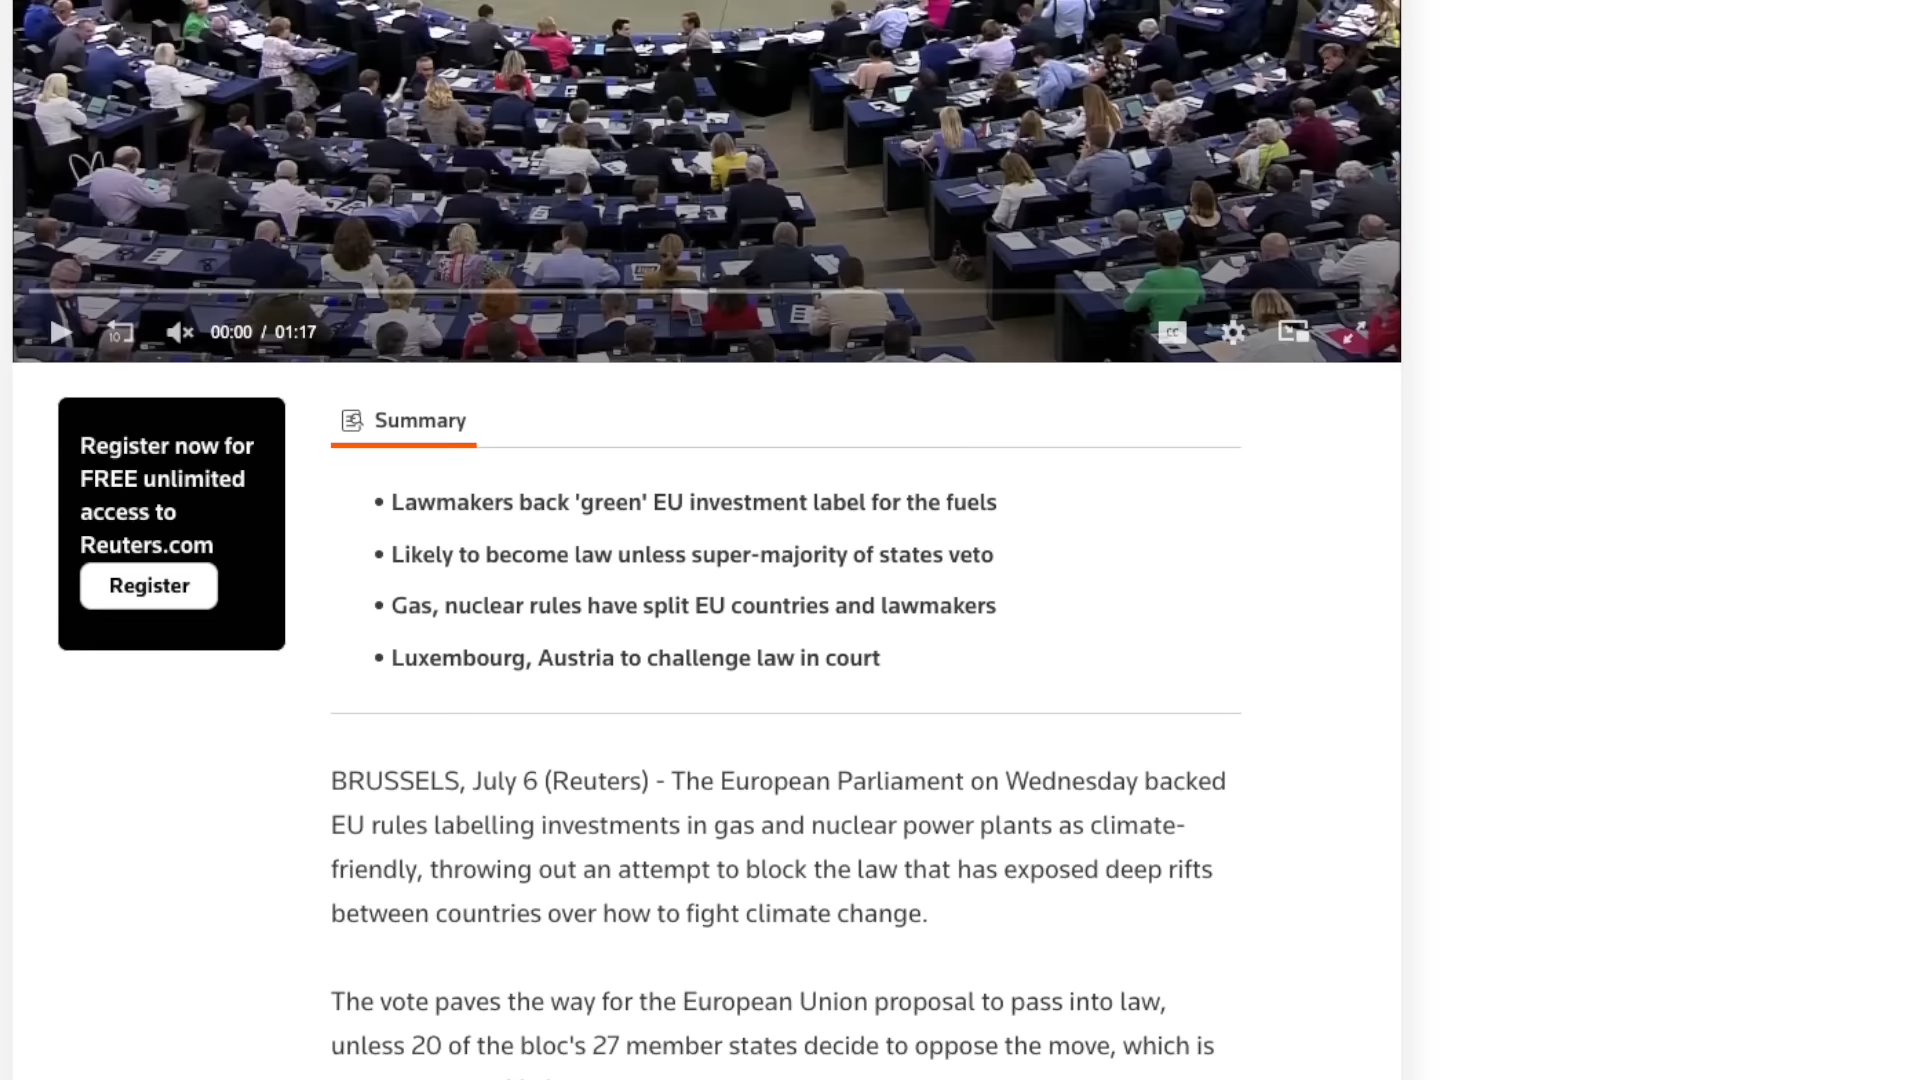 10
00:00 / 01:17
CC
Register now for
FREE unlimited
access to
Reuters.com
Register
Summary
• Lawmakers back 'green' EU investment label for the fuels
• Likely to become law unless super-majority of states veto
• Gas, nuclear rules have split EU countries and lawmakers
• Luxembourg, Austria to challenge law in court
BRUSSELS, July 6 (Reuters) - The European Parliament on Wednesday backed
EU rules labelling investments in gas and nuclear power plants as climate-
friendly, throwing out an attempt to block the law that has exposed deep rifts
between countries over how to fight climate change.
The vote paves the way for the European Union proposal to pass into law,
unless 20 of the bloc's 27 member states decide to oppose the move, which is